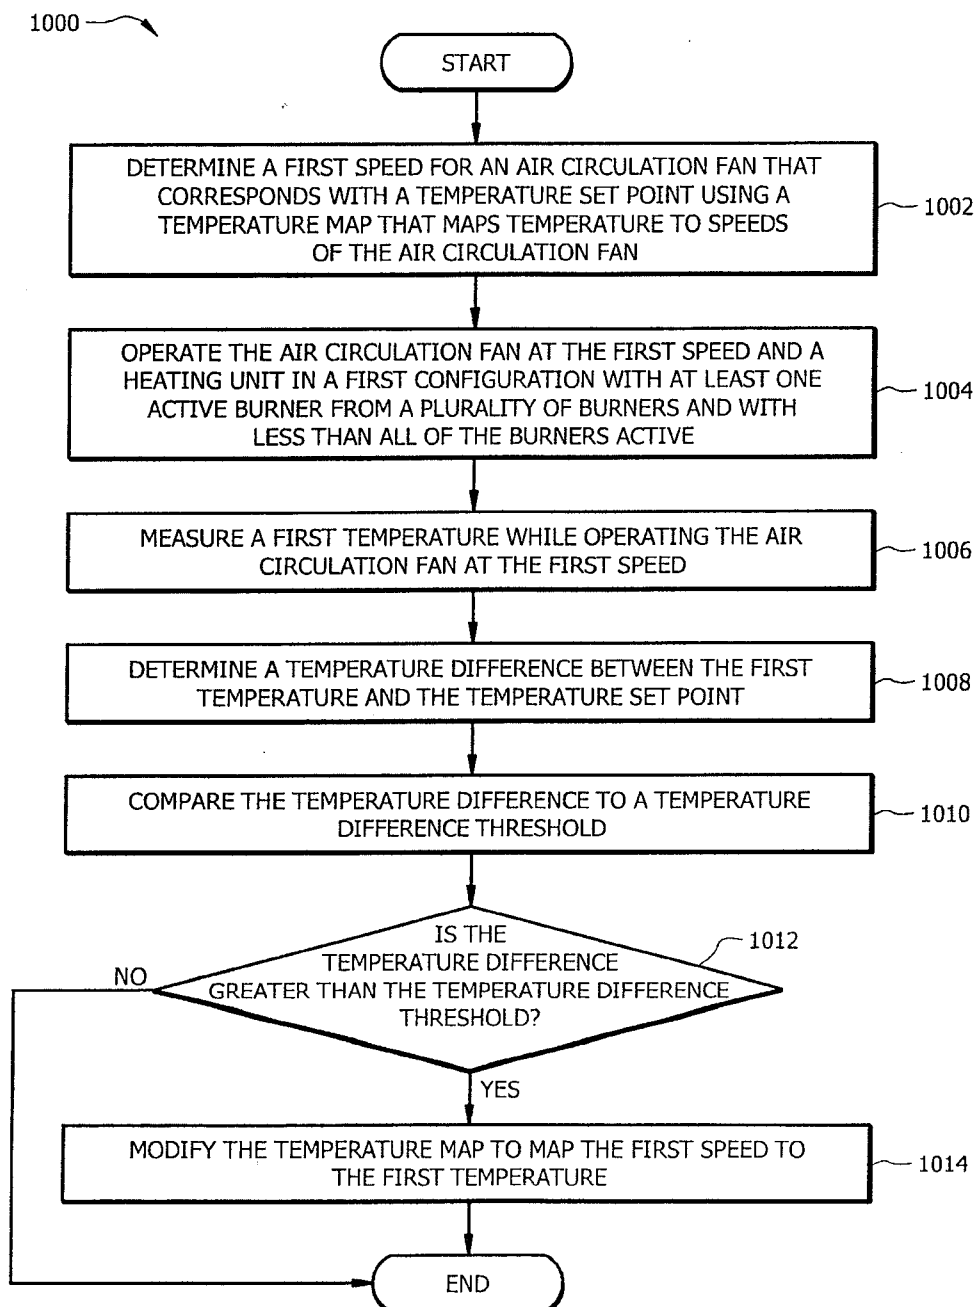 1000
START
DETERMINE A FIRST SPEED FOR AN AIR CIRCULATION FAN THAT
CORRESPONDS WITH A TEMPERATURE SET POINT USING A
TEMPERATURE MAP THAT MAPS TEMPERATURE TO SPEEDS
OF THE AIR CIRCULATION FAN
1002
OPERATE THE AIR CIRCULATION FAN AT THE FIRST SPEED AND A
HEATING UNIT IN A FIRST CONFIGURATION WITH AT LEAST ONE
ACTIVE BURNER FROM A PLURALITY OF BURNERS AND WITH
LESS THAN ALL OF THE BURNERS ACTIVE
1004
MEASURE A FIRST TEMPERATURE WHILE OPERATING THE AIR
CIRCULATION FAN AT THE FIRST SPEED
1006
DETERMINE A TEMPERATURE DIFFERENCE BETWEEN THE FIRST
TEMPERATURE AND THE TEMPERATURE SET POINT
1008
COMPARE THE TEMPERATURE DIFFERENCE TO A TEMPERATURE
DIFFERENCE THRESHOLD
1010
IS THE
TEMPERATURE DIFFERENCE
GREATER THAN THE TEMPERATURE DIFFERENCE
THRESHOLD?
1012
NO
YES
MODIFY THE TEMPERATURE MAP TO MAP THE FIRST SPEED TO
THE FIRST TEMPERATURE
1014
END